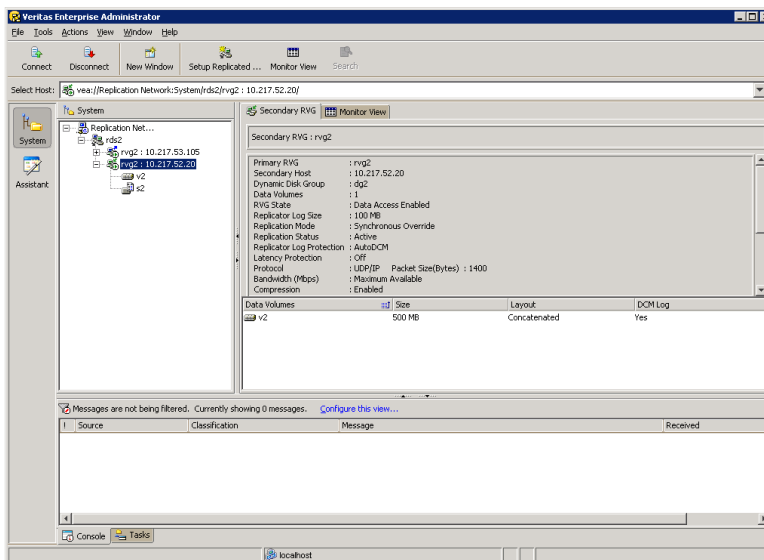 Veritas Enterprise Administrator
File Tools Actions View Window Help
Connect Disconnect New Window Setup Replicated ... Monitor View Search
Select Host: vea://Replication Network:System/rds2/rvg2 : 10.217.52.20/
System
Assistant
System
Replication Net...
rds2
rvg2 : 10.217.53.105
rvg2 : 10.217.52.20
v2
s2
Secondary RVG Monitor View
Secondary RVG : rvg2
Primary RVG : rvg2
Secondary Host : 10.217.52.20
Dynamic Disk Group : dg2
Data Volumes : 1
RVG State : Data Access Enabled
Replicator Log Size : 100 MB
Replication Mode : Synchronous Override
Replication Status : Active
Replicator Log Protection : AutoDCM
Latency Protection : Off
Protocol : UDP/IP Packet Size(Bytes) : 1400
Bandwidth (Mbps) : Maximum Available
Compression : Enabled
Data Volumes Size Layout DCM Log
v2 500 MB Concatenated Yes
Messages are not being filtered. Currently showing 0 messages. Configure this view...
! Source Classification Message Received
Console Tasks
localhost